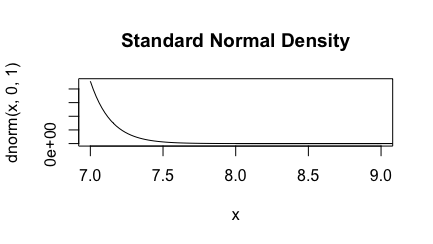 Standard Normal Density
dnorm(x, 0, 1)
0e+00
7.0 7.5 8.0 8.5 9.0
x